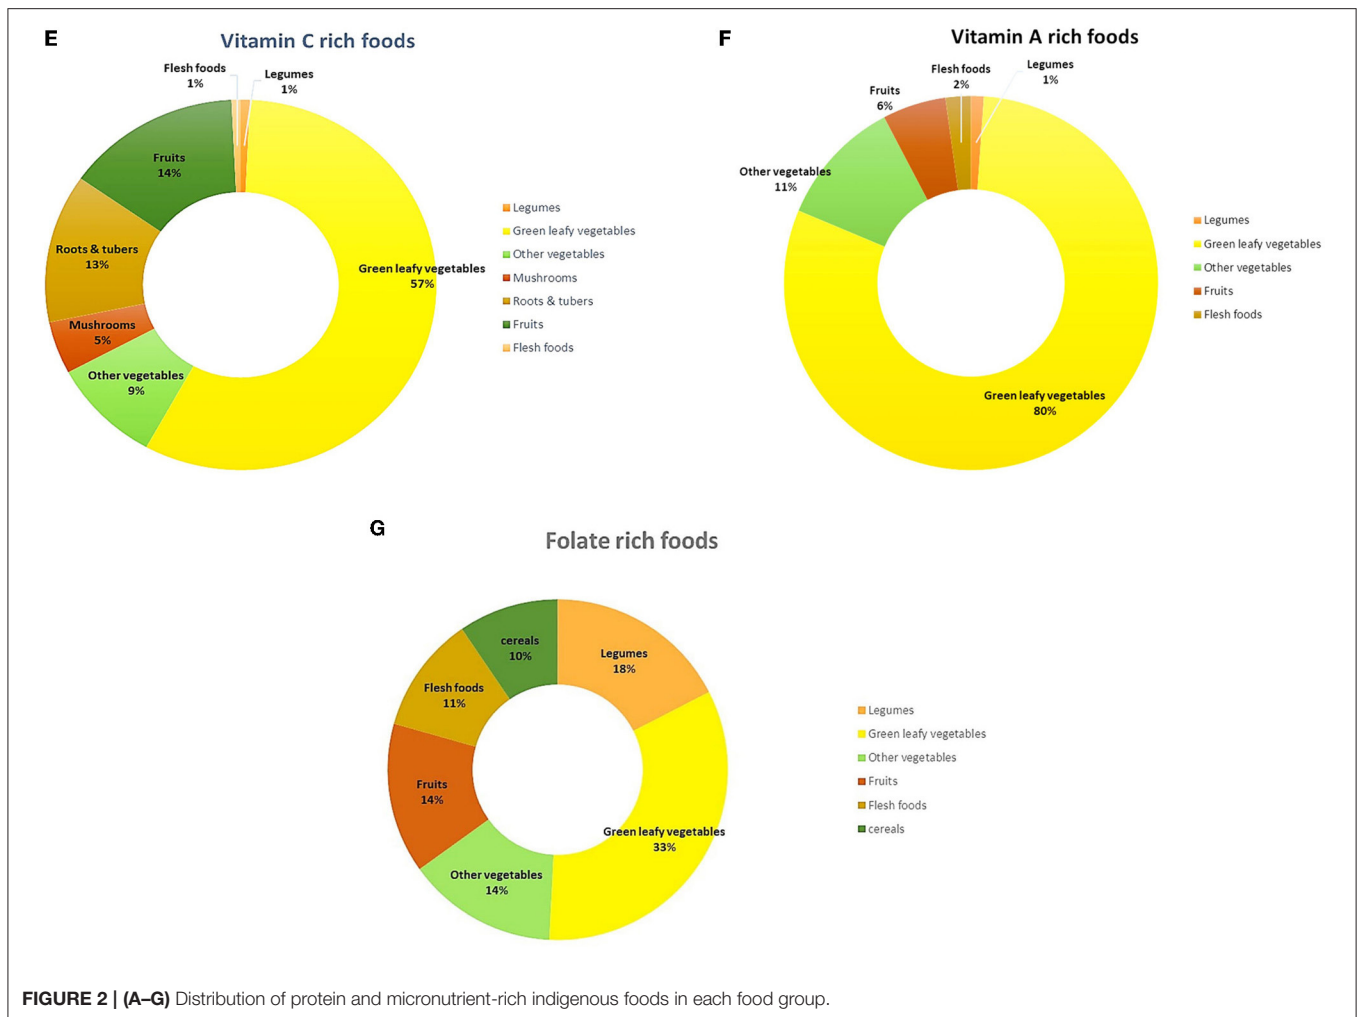 E
Vitamin C rich foods
Flesh foods
1%
Legumes
1%
Fruits
14%
Roots & tubers
13%
Mushrooms
5%
Other vegetables
9%
Green leafy vegetables
57%
Legumes
Green leafy vegetables
Other vegetables
Mushrooms
Roots & tubers
Fruits
Flesh foods
F
Vitamin A rich foods
Legumes
1%
Flesh foods
2%
Fruits
6%
Other vegetables
11%
Green leafy vegetables
80%
Legumes
Green leafy vegetables
Other vegetables
Fruits
Flesh foods
G
Folate rich foods
cereals
10%
Legumes
18%
Flesh foods
11%
Fruits
14%
Green leafy vegetables
33%
Other vegetables
14%
Legumes
Green leafy vegetables
Other vegetables
Fruits
Flesh foods
cereals
FIGURE 2 | (A–G) Distribution of protein and micronutrient-rich indigenous foods in each food group.